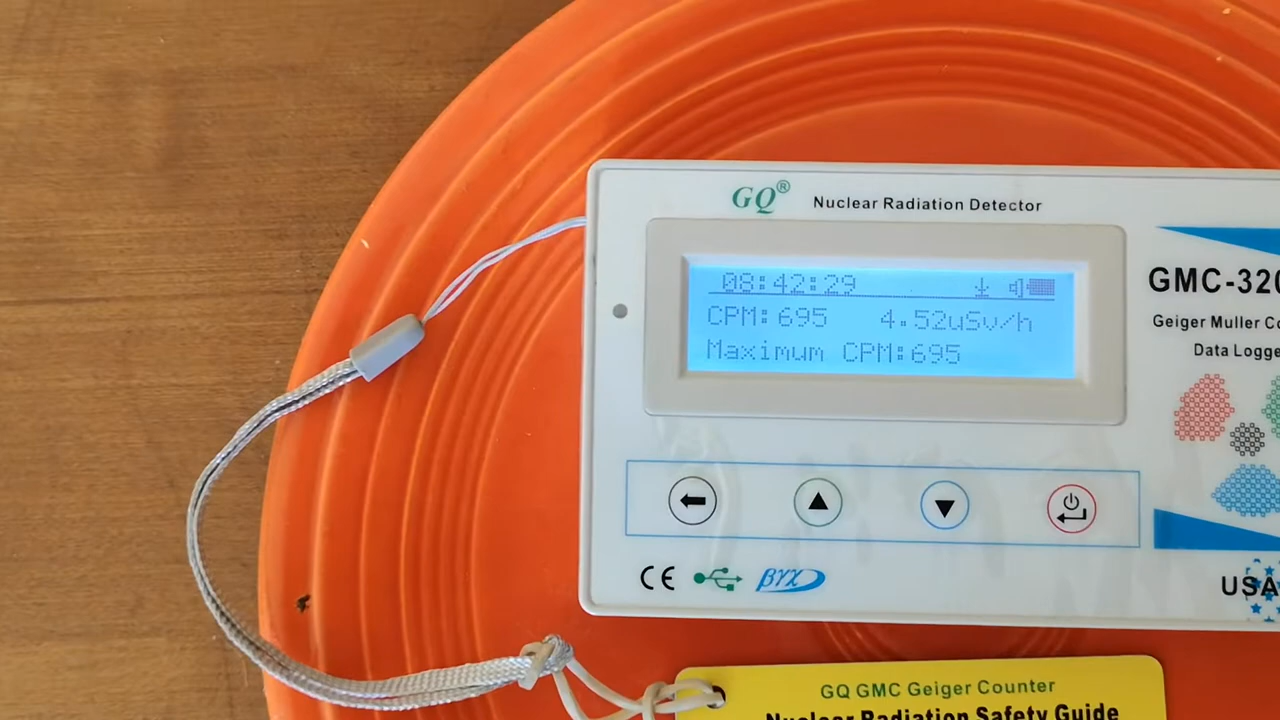 GQ®
Nuclear Radiation Detector
08:42:29
CPM:695 4.52uSv/h
Maximum CPM:695
GMC-320
Geiger Muller Co
Data Logge
CE
βγχ
USA
GQ GMC Geiger Counter
Nuclear Radiation Safety Guide